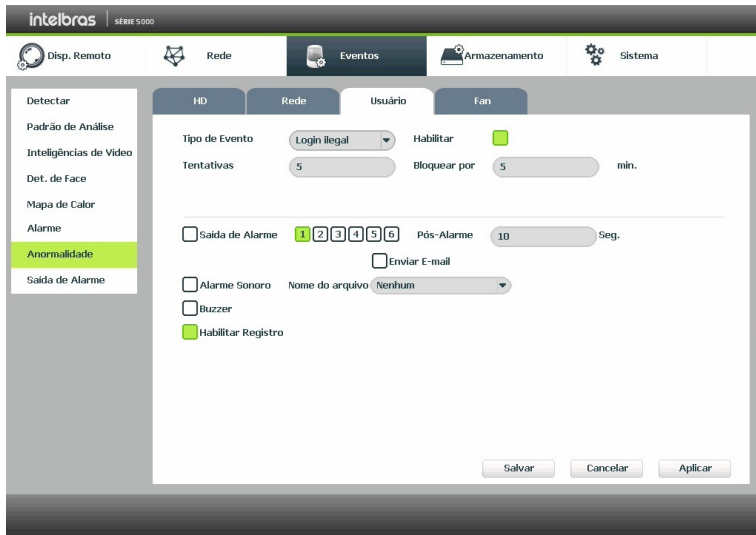 intelbras SÉRIE 5000
Disp. Remoto Rede Eventos Armazenamento Sistema
Detectar
Padrão de Análise
Inteligências de Vídeo
Det. de Face
Mapa de Calor
Alarme
Anormalidade
Saída de Alarme
HD Rede Usuário Fan
Tipo de Evento Login ilegal Habilitar
Tentativas 5 Bloquear por 5 min.
Saída de Alarme 1 2 3 4 5 6 Pós-Alarme 10 Seg.
Enviar E-mail
Alarme Sonoro Nome do arquivo Nenhum
Buzzer
Habilitar Registro
Salvar Cancelar Aplicar